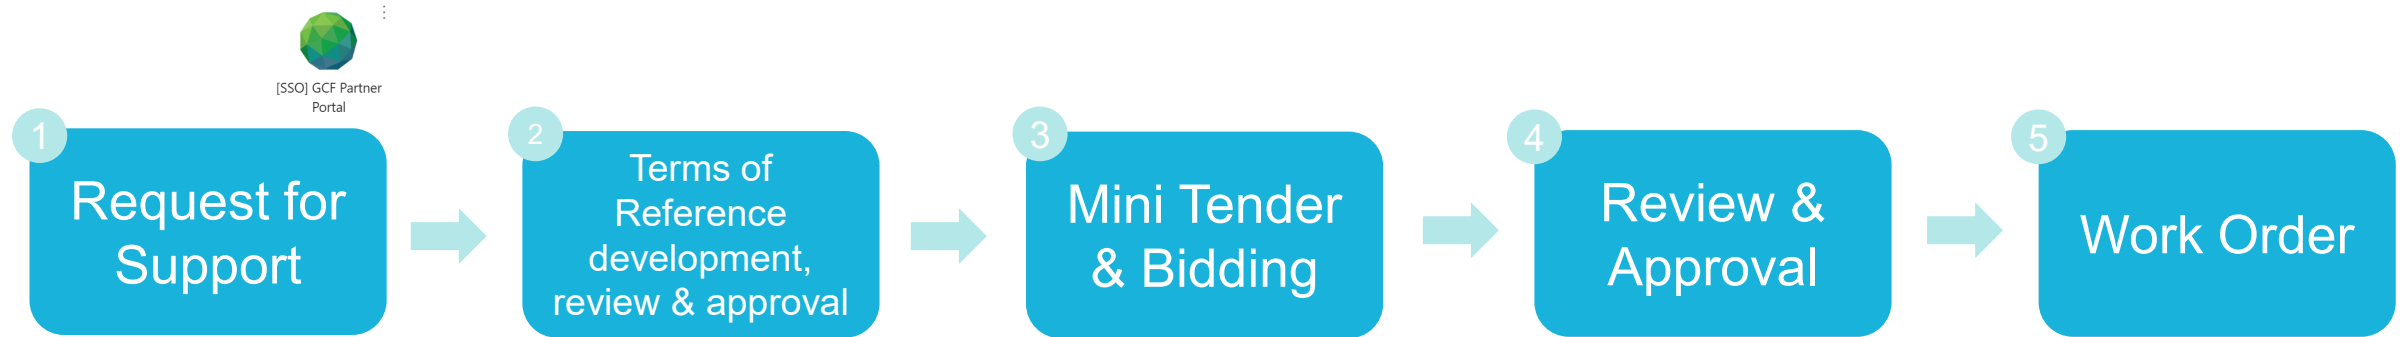 [SSO] GCF Partner
Portal
1
Request for
Support
2
Terms of
Reference
development,
review & approval
3
Mini Tender
& Bidding
4
Review &
Approval
5
Work Order